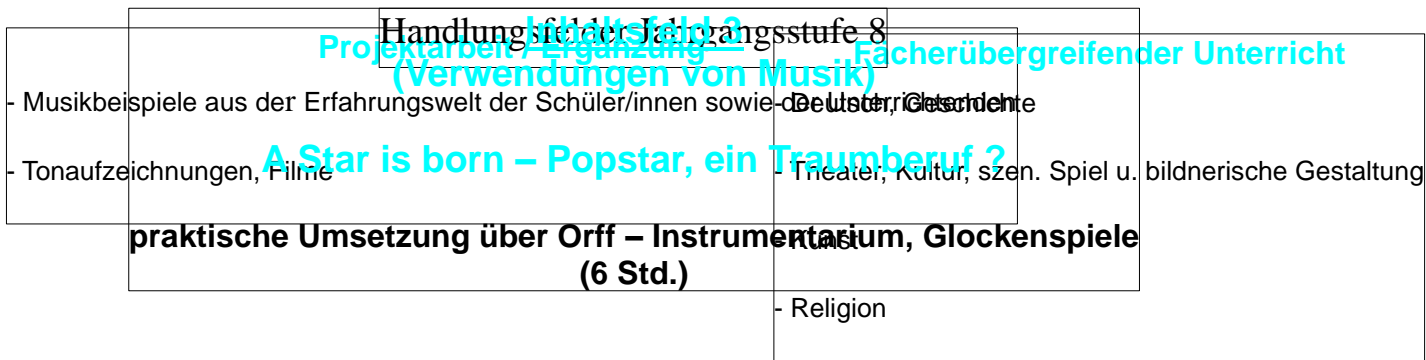 Handlungsfelder Jahrgangsstufe 8
Inhaltsfeld 3
(Verwendungen von Musik)
A Star is born – Popstar, ein Traumberuf ?
praktische Umsetzung über Orff – Instrumentarium, Glockenspiele
(6 Std.)
Projektarbeit / Ergänzung
- Musikbeispiele aus der Erfahrungswelt der Schüler/innen sowie der Unterrichtenden
- Tonaufzeichnungen, Filme
Fächerübergreifender Unterricht
- Deutsch, Geschichte
- Theater, Kultur, szen. Spiel u. bildnerische Gestaltung
- Kunst
- Religion